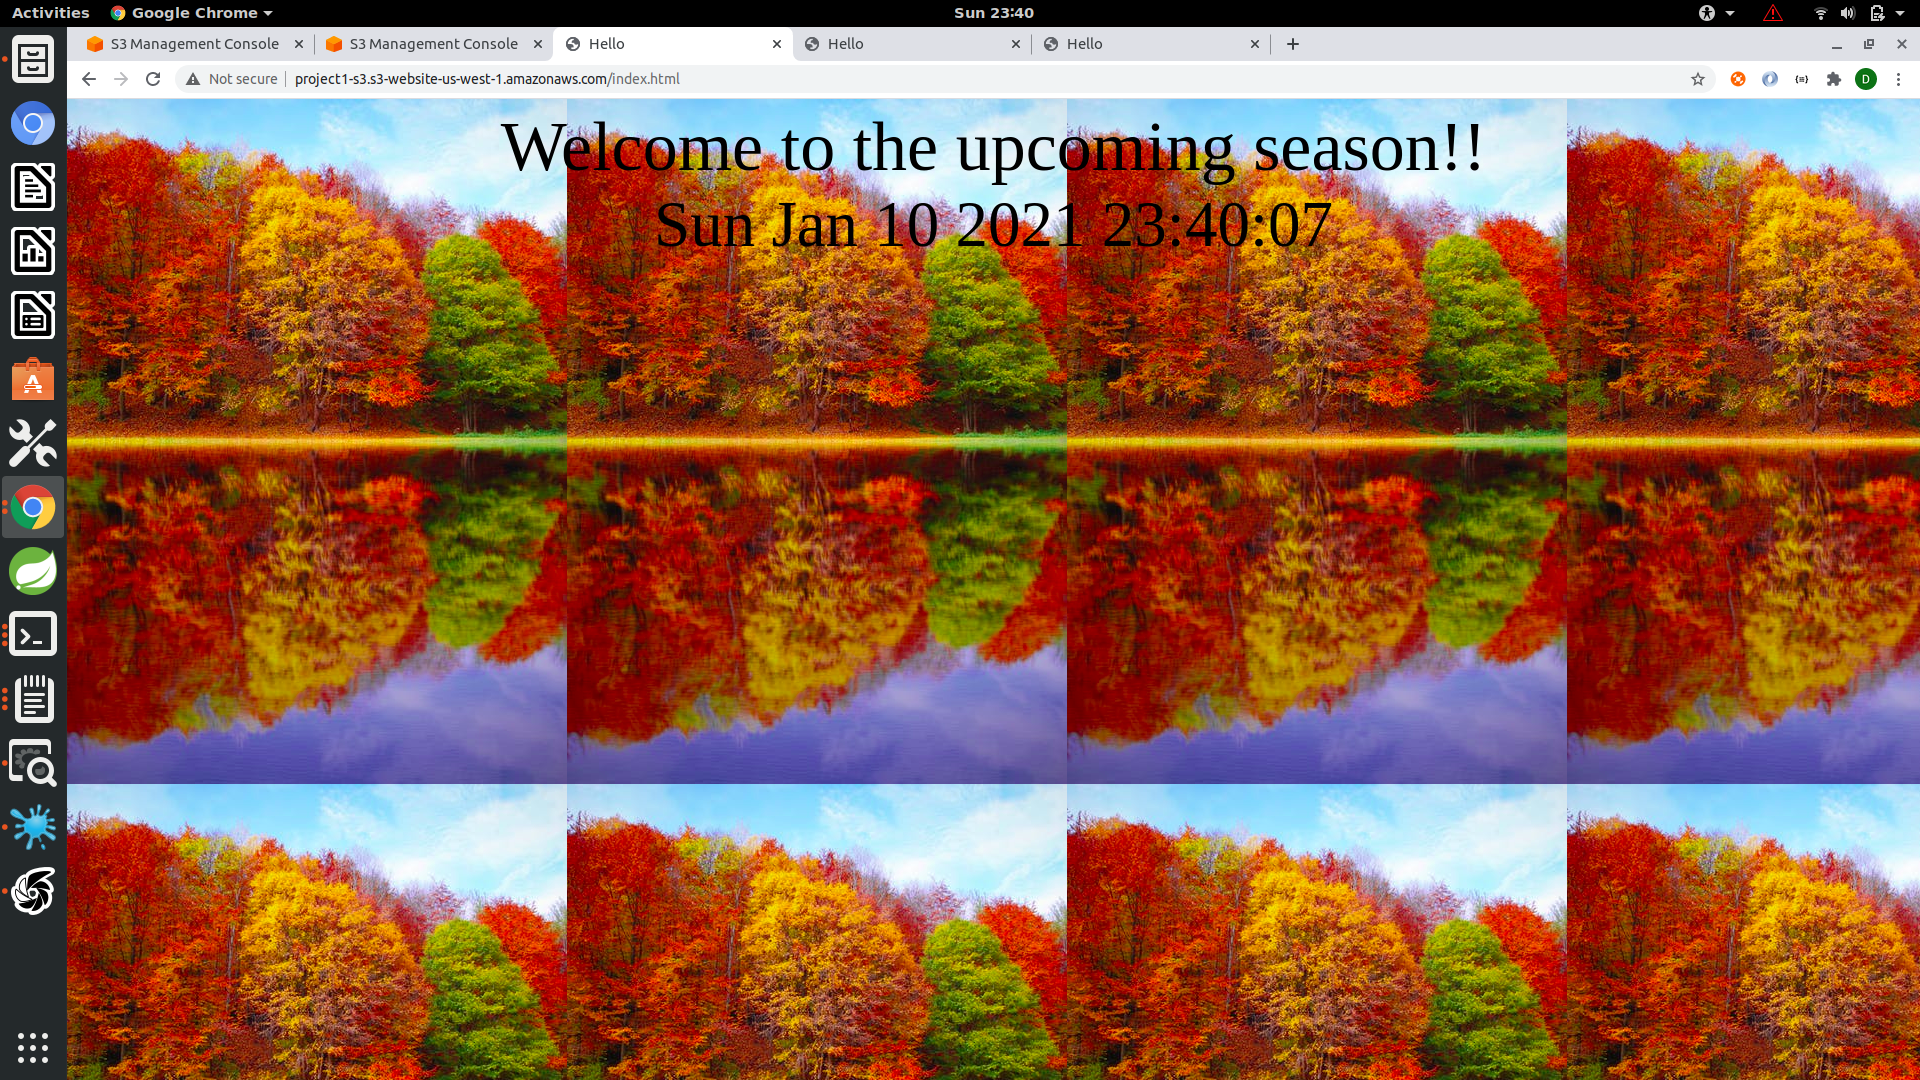 Activities Google Chrome Sun 23:40
S3 Management Console S3 Management Console Hello Hello Hello
Not secure project1-s3.s3-website-us-west-1.amazonaws.com/index.html D
Welcome to the upcoming season!!
Sun Jan 10 2021 23:40:07